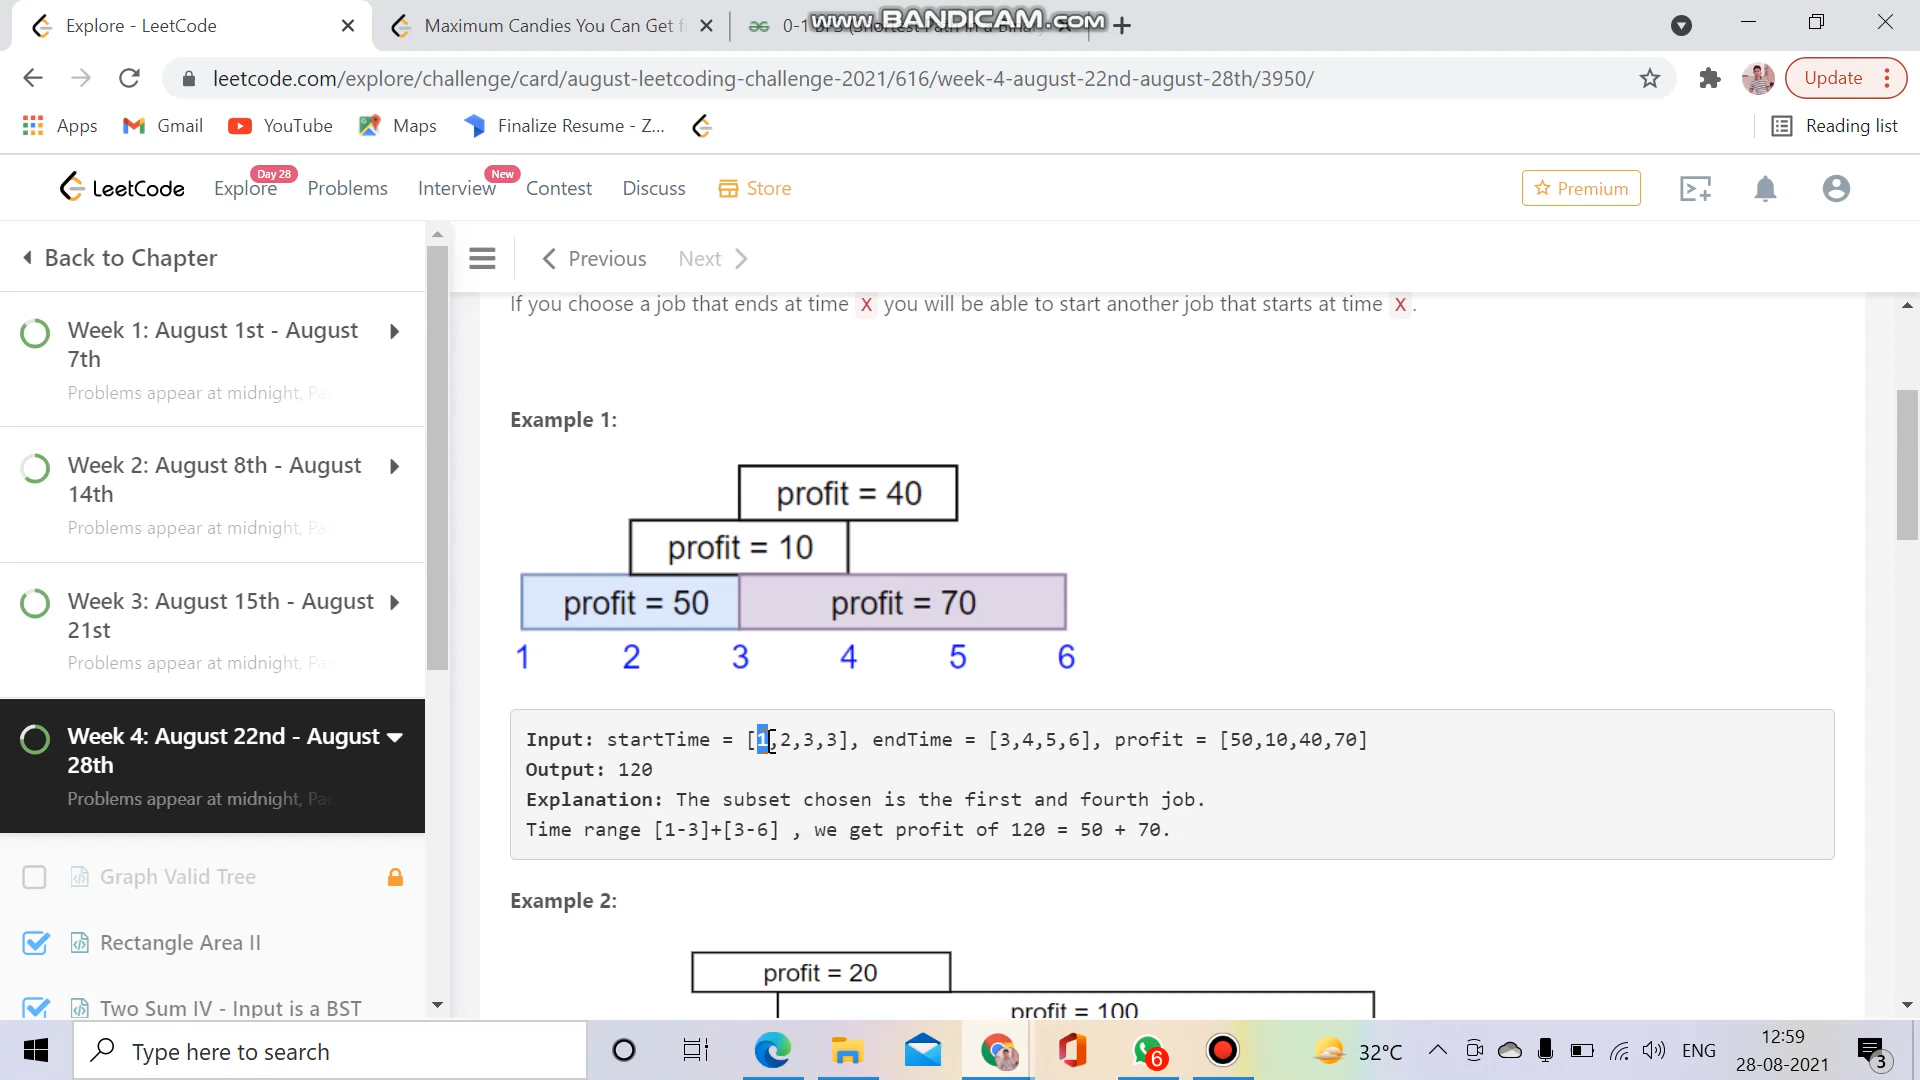 Explore - LeetCode
Maximum Candies You Can Get f
0-1 BFS (Shortest Path in a Binary
www.BANDICAM.com
leetcode.com/explore/challenge/card/august-leetcoding-challenge-2021/616/week-4-august-22nd-august-28th/3950/
Update
Apps
Gmail
YouTube
Maps
Finalize Resume - Z...
Reading list
LeetCode
Explore
Day 28
Problems
Interview
New
Contest
Discuss
Store
Premium
Back to Chapter
Previous
Next
Week 1: August 1st - August
7th
Problems appear at midnight,
Week 2: August 8th - August
14th
Problems appear at midnight,
Week 3: August 15th - August
21st
Problems appear at midnight,
Week 4: August 22nd - August
28th
Problems appear at midnight,
Graph Valid Tree
Rectangle Area II
Two Sum IV - Input is a BST
If you choose a job that ends at time X you will be able to start another job that starts at time X.
Example 1:
profit = 40
profit = 10
profit = 50
profit = 70
1 2 3 4 5 6
Input: startTime = [1,2,3,3], endTime = [3,4,5,6], profit = [50,10,40,70]
Output: 120
Explanation: The subset chosen is the first and fourth job.
Time range [1-3]+[3-6] , we get profit of 120 = 50 + 70.
Example 2:
profit = 20
profit = 100
Type here to search
6
32°C
ENG
12:59
28-08-2021
3